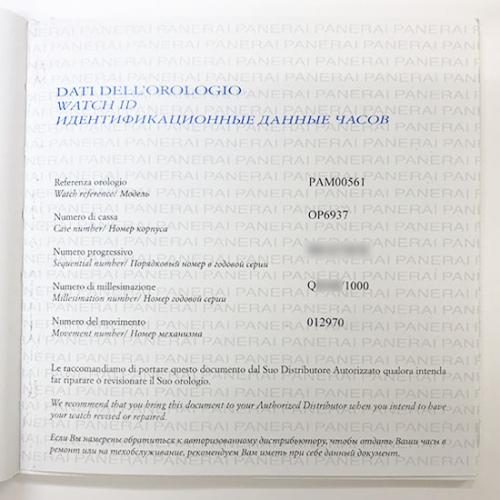 DATI DELL'OROLOGIO
WATCH ID
ИДЕНТИФИКАЦИОННЫЕ ДАННЫЕ ЧАСОВ
Referenza orologio PAM00561
Watch reference/ Модель
Numero di cassa OP6937
Case number/ Номер корпуса
Numero progressivo
Sequential number/ Порядковый номер в годовой серии
Numero di millesimazione Q /1000
Millesimation number/ Номер годовой серии
Numero del movimento 012970
Movement number/ Номер механизма
Le raccomandiamo di portare questo documento dal Suo Distributore Autorizzato qualora intenda
far riparare o revisionare il Suo orologio.
We recommend that you bring this document to your Authorized Distributor when you intend to have
your watch revised or repaired.
Если Вы намерены обратиться к авторизованному дистрибьютору, чтобы отдать Ваши часы в
ремонт или на техобслуживание, рекомендуем Вам иметь при себе данный документ.